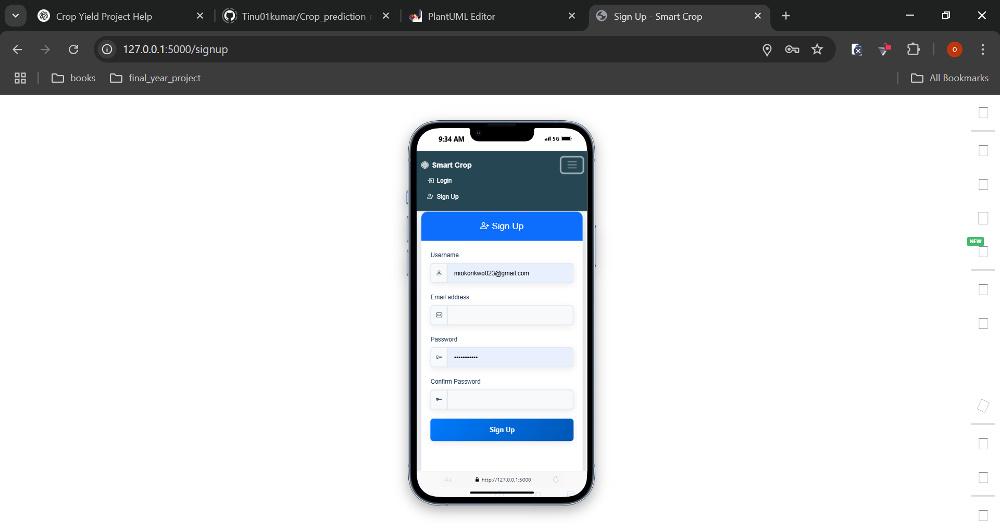 Crop Yield Project Help
Tinu01kumar/Crop_prediction_
PlantUML Editor
Sign Up - Smart Crop
127.0.0.1:5000/signup
O
books
final_year_project
All Bookmarks
9:34 AM
5G
Smart Crop
Login
Sign Up
Sign Up
Username
miokonkwo023@gmail.com
Email address
Password
•••••••••••
Confirm Password
Sign Up
AA
http://127.0.0.1:5000
NEW